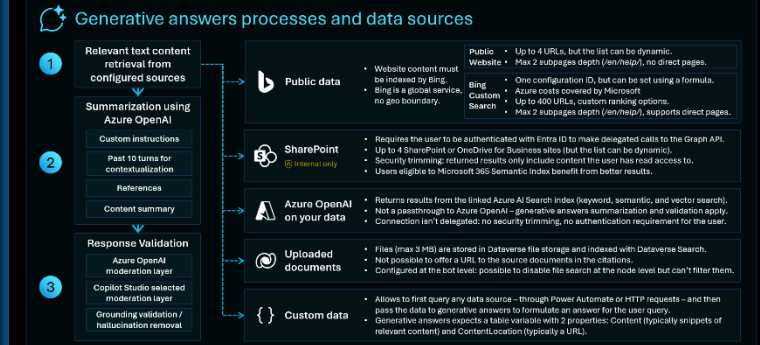 Generative answers processes and data sources
1
Relevant text content
retrieval from
configured sources
2
Summarization using
Azure OpenAI
Custom instructions
Past 10 turns for
contextualization
References
Content summary
3
Response Validation
Azure OpenAI
moderation layer
Copilot Studio selected
moderation layer
Grounding validation /
hallucination removal
Public data
• Website content must
be indexed by Bing.
• Bing is a global service,
no geo boundary.
Public
Website
• Up to 4 URLs, but the list can be dynamic.
• Max 2 subpages depth (/en/help/), no direct pages.
Bing
Custom
Search
• One configuration ID, but can be set using a formula.
• Azure costs covered by Microsoft
• Up to 400 URLs, custom ranking options.
• Max 2 subpages depth (/en/help/), supports direct pages.
SharePoint
Internal only
• Requires the user to be authenticated with Entra ID to make delegated calls to the Graph API.
• Up to 4 SharePoint or OneDrive for Business sites (but the list can be dynamic).
• Security trimming: returned results only include content the user has read access to.
• Users eligible to Microsoft 365 Semantic Index benefit from better results.
Azure OpenAI
on your data
• Returns results from the linked Azure AI Search index (keyword, semantic, and vector search).
• Not a passthrough to Azure OpenAI – generative answers summarization and validation apply.
• Connection isn't delegated: no security trimming, no authentication requirement for the user.
Uploaded
documents
• Files (max 3 MB) are stored in Dataverse file storage and indexed with Dataverse Search.
• Not possible to offer a URL to the source documents in the citations.
• Configured at the bot level: possible to disable file search at the node level but can't filter them.
{ }
Custom data
• Allows to first query any data source – through Power Automate or HTTP requests – and then
pass the data to generative answers to formulate an answer for the user query.
• Generative answers expects a table variable with 2 properties: Content (typically snippets of
relevant content) and ContentLocation (typically a URL).